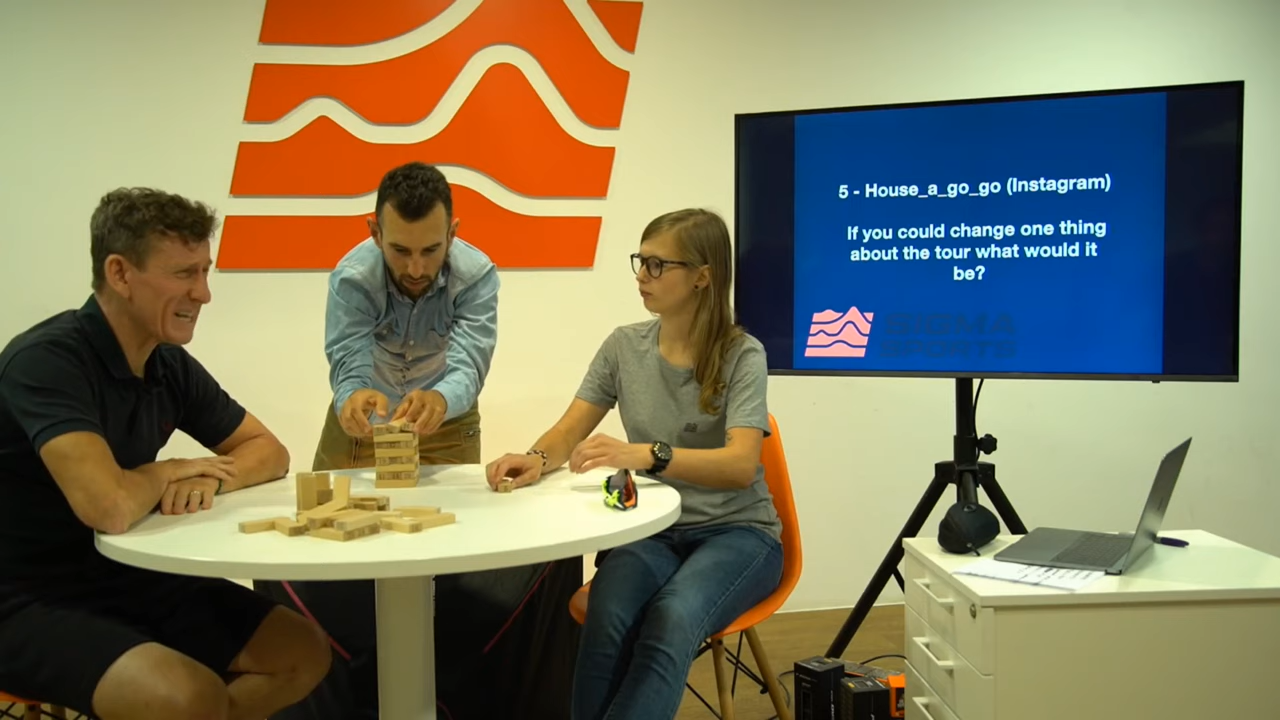 5 - House_a_go_go (Instagram)
If you could change one thing
about the tour what would it
be?
SIGMA
SPORTS